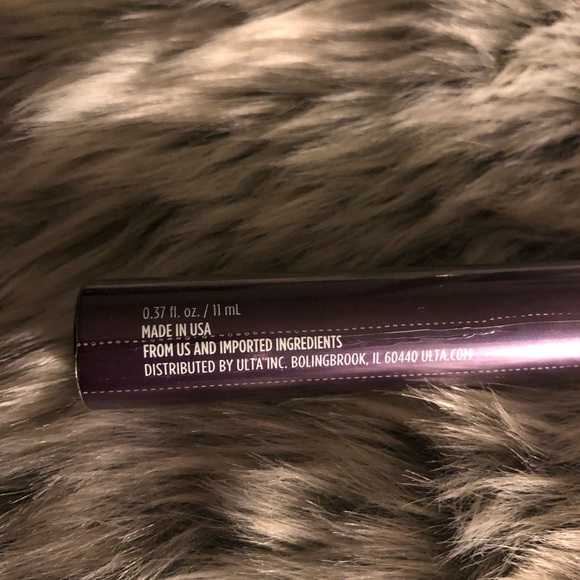 0.37 fl. oz. / 11 mL
MADE IN USA
FROM US AND IMPORTED INGREDIENTS
DISTRIBUTED BY ULTA INC. BOLINGBROOK, IL 60440 ULTA.COM